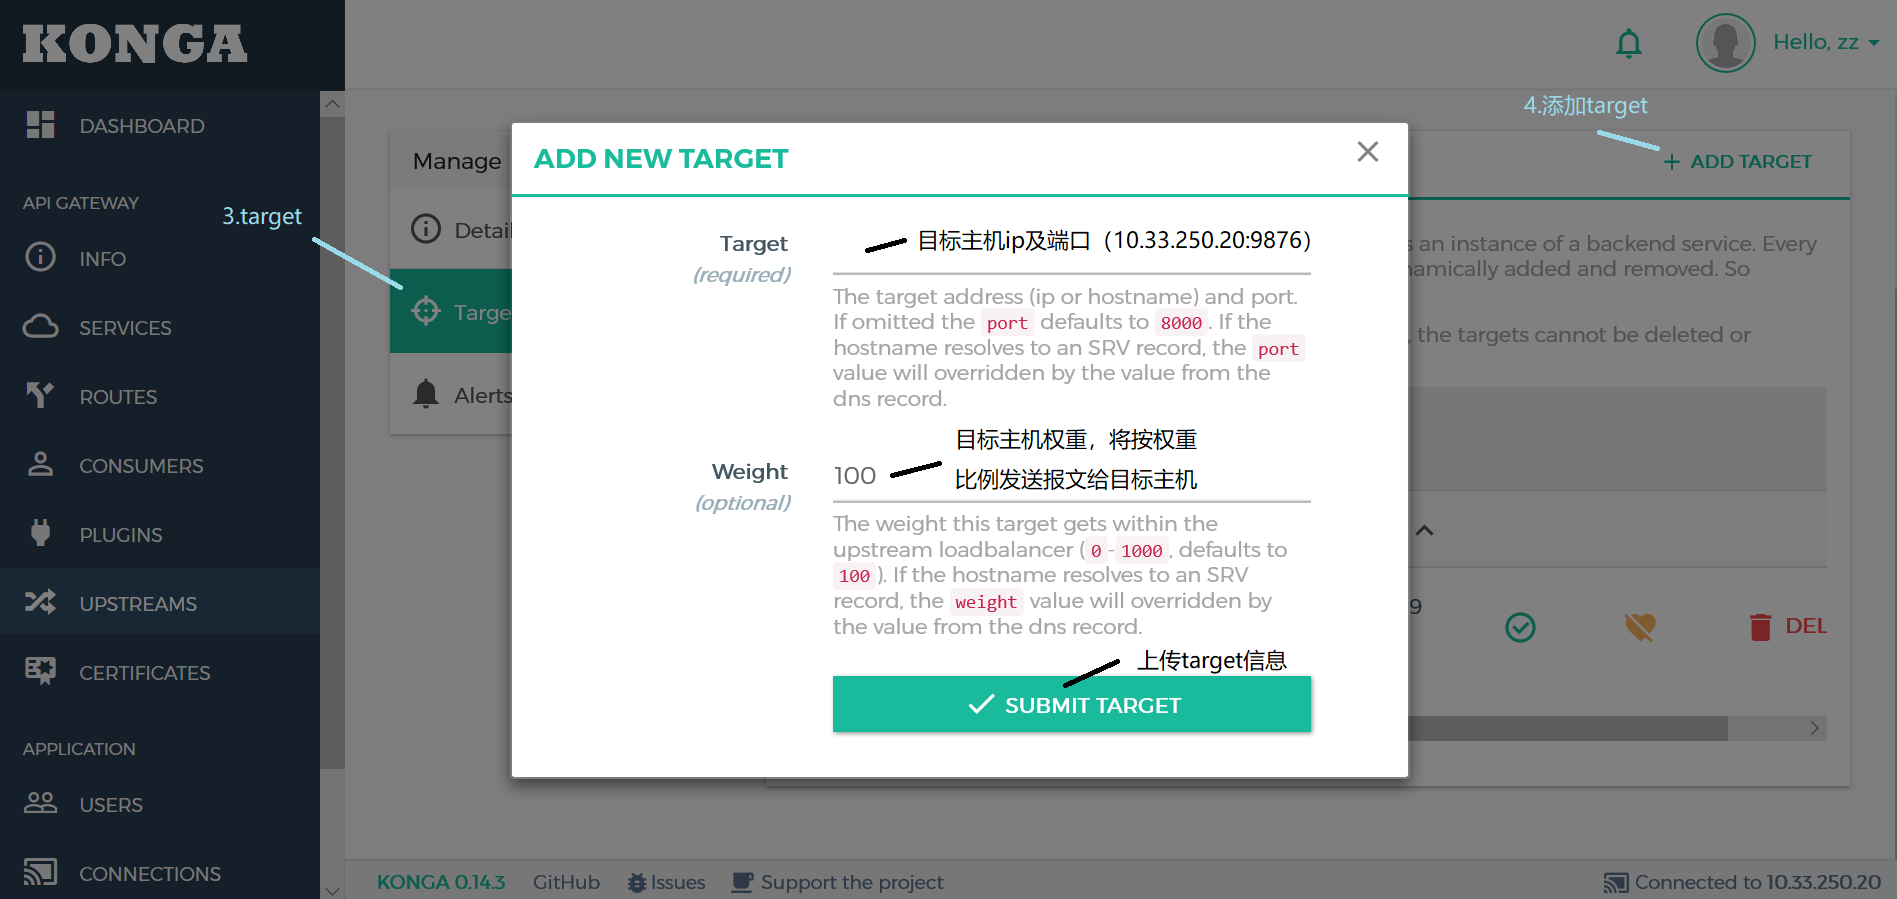 KONGA
Hello, zz
DASHBOARD
API GATEWAY
INFO
SERVICES
ROUTES
CONSUMERS
PLUGINS
UPSTREAMS
CERTIFICATES
APPLICATION
USERS
CONNECTIONS
3.target
4.添加target
Manage
Detail
Targe
Alerts
ADD TARGET
s an instance of a backend service. Every
namically added and removed. So
, the targets cannot be deleted or
9
DEL
ADD NEW TARGET
Target
(required)
目标主机ip及端口（10.33.250.20:9876）
The target address (ip or hostname) and port.
If omitted the port defaults to 8000. If the
hostname resolves to an SRV record, the port
value will overridden by the value from the
dns record.
Weight
(optional)
100
目标主机权重，将按权重
比例发送报文给目标主机
The weight this target gets within the
upstream loadbalancer (0-1000, defaults to
100). If the hostname resolves to an SRV
record, the weight value will overridden by
the value from the dns record.
上传target信息
SUBMIT TARGET
KONGA 0.14.3
GitHub
Issues
Support the project
Connected to 10.33.250.20